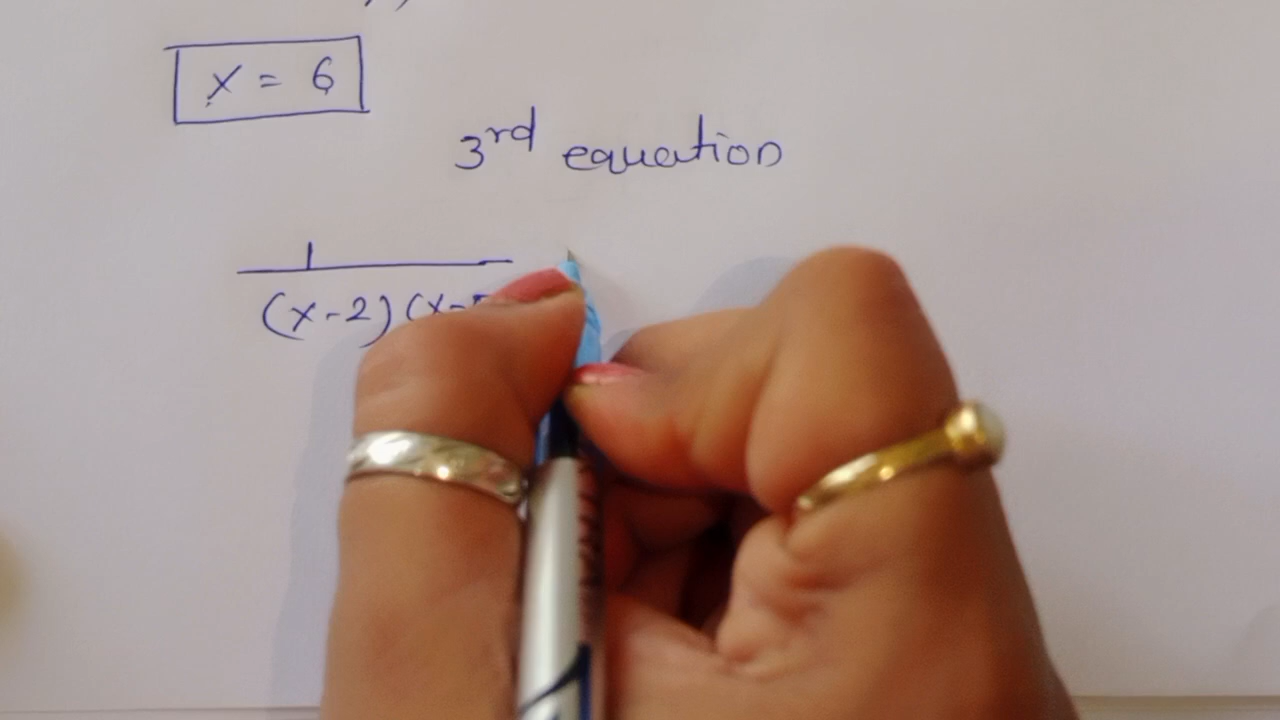 x = 6
3rd equation
1
(x-2) (x-